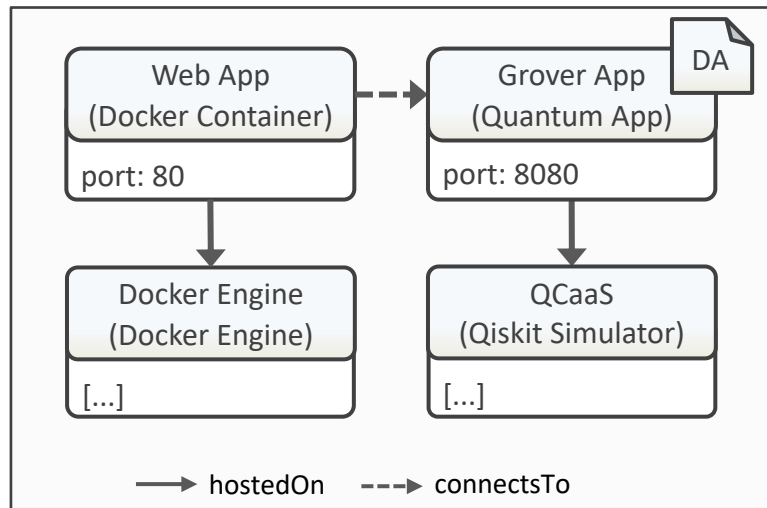 Web App
(Docker Container)
port: 80
Grover App
(Quantum App)
port: 8080
DA
Docker Engine
(Docker Engine)
[...]
QCaaS
(Qiskit Simulator)
[...]
hostedOn
connectsTo